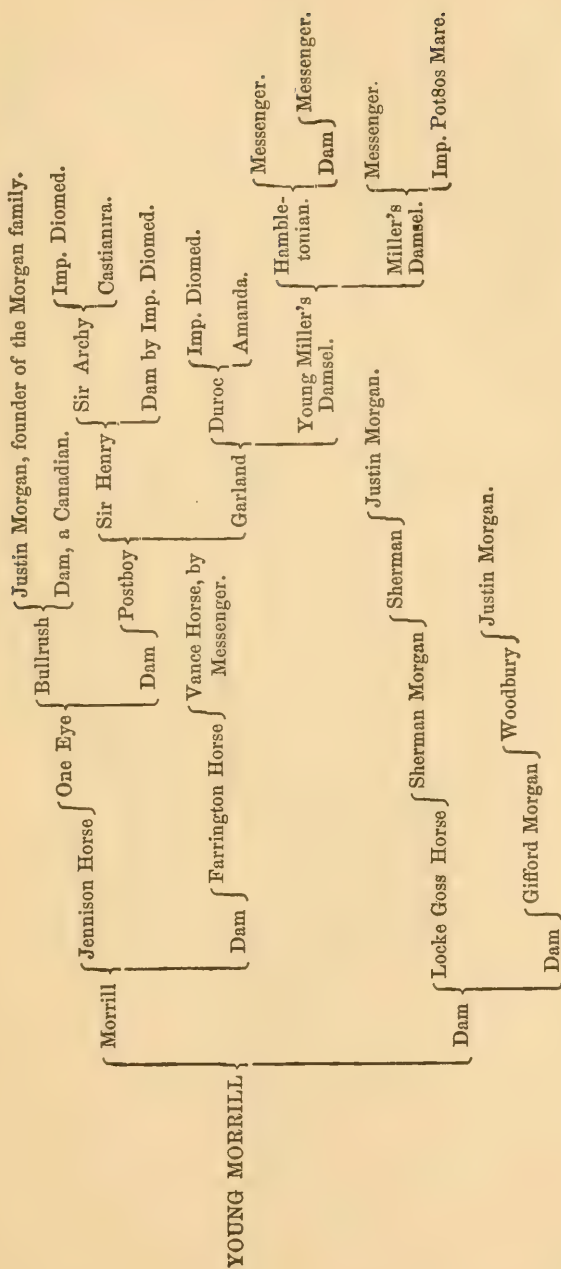 YOUNG MORRILL
Morrill
Jennison Horse
One Eye
Bullrush
Justin Morgan, founder of the Morgan family.
Dam, a Canadian.
Dam
Postboy
Sir Henry
Sir Archy
Imp. Diomed.
Castianira.
Dam by Imp. Diomed.
Garland
Duroc
Imp. Diomed.
Amanda.
Young Miller's
Damsel.
Hamble-
tonian.
Messenger.
Dam
Messenger.
Miller's
Damsel.
Messenger.
Imp. Pot8os Mare.
Dam
Farrington Horse
Vance Horse, by
Messenger.
Dam
Locke Goss Horse
Sherman Morgan
Sherman
Justin Morgan.
Dam
Gifford Morgan
Woodbury
Justin Morgan.